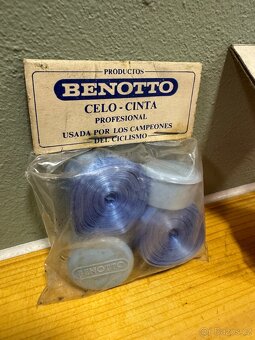 PRODUCTOS
BENOTTO
CELO-CINTA
PROFESIONAL
USADA POR LOS CAMPEONES
DEL CICLISMO
BENOTTO